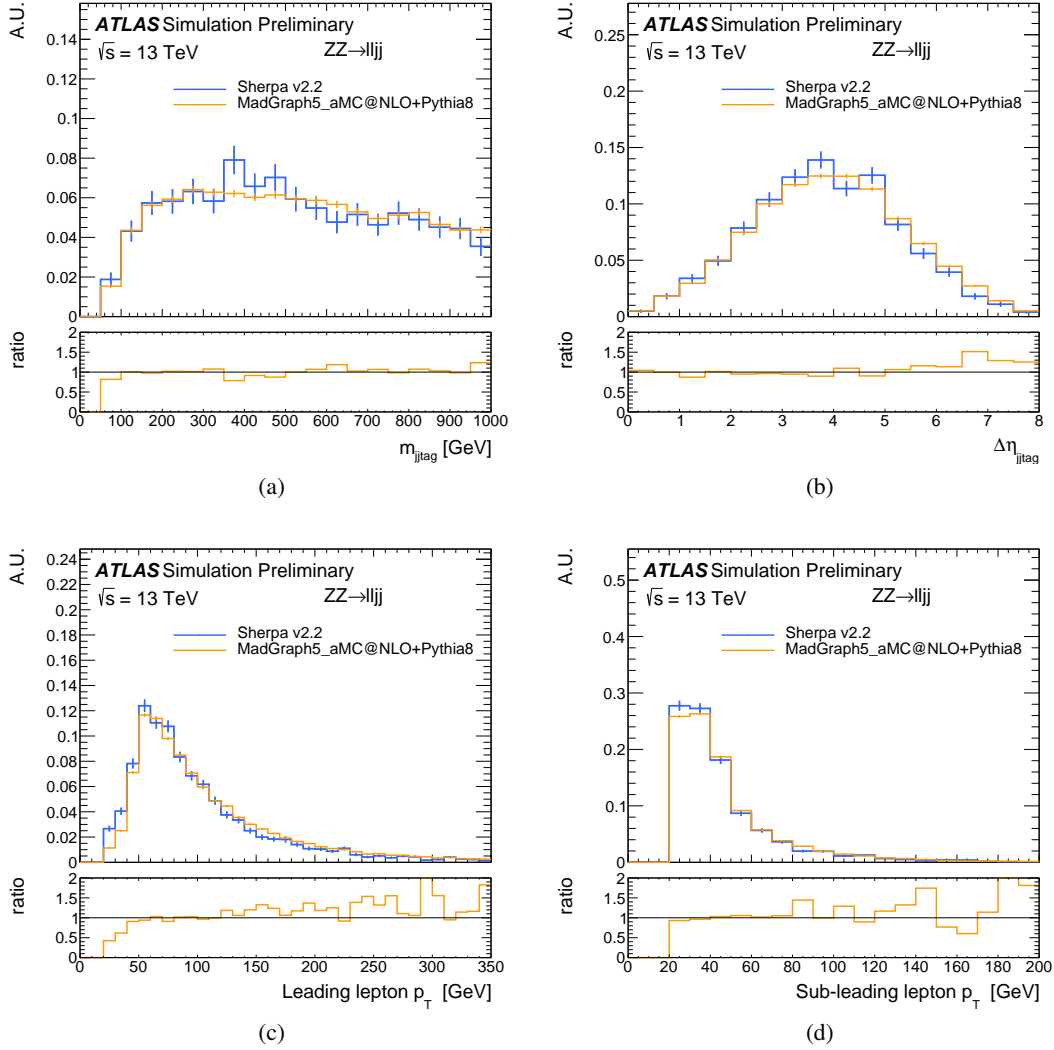 A.U.
ATLAS Simulation Preliminary
√s = 13 TeV ZZ→lljj
Sherpa v2.2
MadGraph5_aMC@NLO+Pythia8
0.14
0.12
0.1
0.08
0.06
0.04
0.02
0
ratio
2
1.5
1
0.5
0
100 200 300 400 500 600 700 800 900 1000
m_jjtag [GeV]
(a)
A.U.
ATLAS Simulation Preliminary
√s = 13 TeV ZZ→lljj
Sherpa v2.2
MadGraph5_aMC@NLO+Pythia8
0.25
0.2
0.15
0.1
0.05
0
ratio
2
1.5
1
0.5
0
0 1 2 3 4 5 6 7 8
Δη_jjtag
(b)
A.U.
ATLAS Simulation Preliminary
√s = 13 TeV ZZ→lljj
Sherpa v2.2
MadGraph5_aMC@NLO+Pythia8
0.24
0.22
0.2
0.18
0.16
0.14
0.12
0.1
0.08
0.06
0.04
0.02
0
ratio
2
1.5
1
0.5
0
0 50 100 150 200 250 300 350
Leading lepton p_T [GeV]
(c)
A.U.
ATLAS Simulation Preliminary
√s = 13 TeV ZZ→lljj
Sherpa v2.2
MadGraph5_aMC@NLO+Pythia8
0.5
0.4
0.3
0.2
0.1
0
ratio
2
1.5
1
0.5
0
0 20 40 60 80 100 120 140 160 180 200
Sub-leading lepton p_T [GeV]
(d)